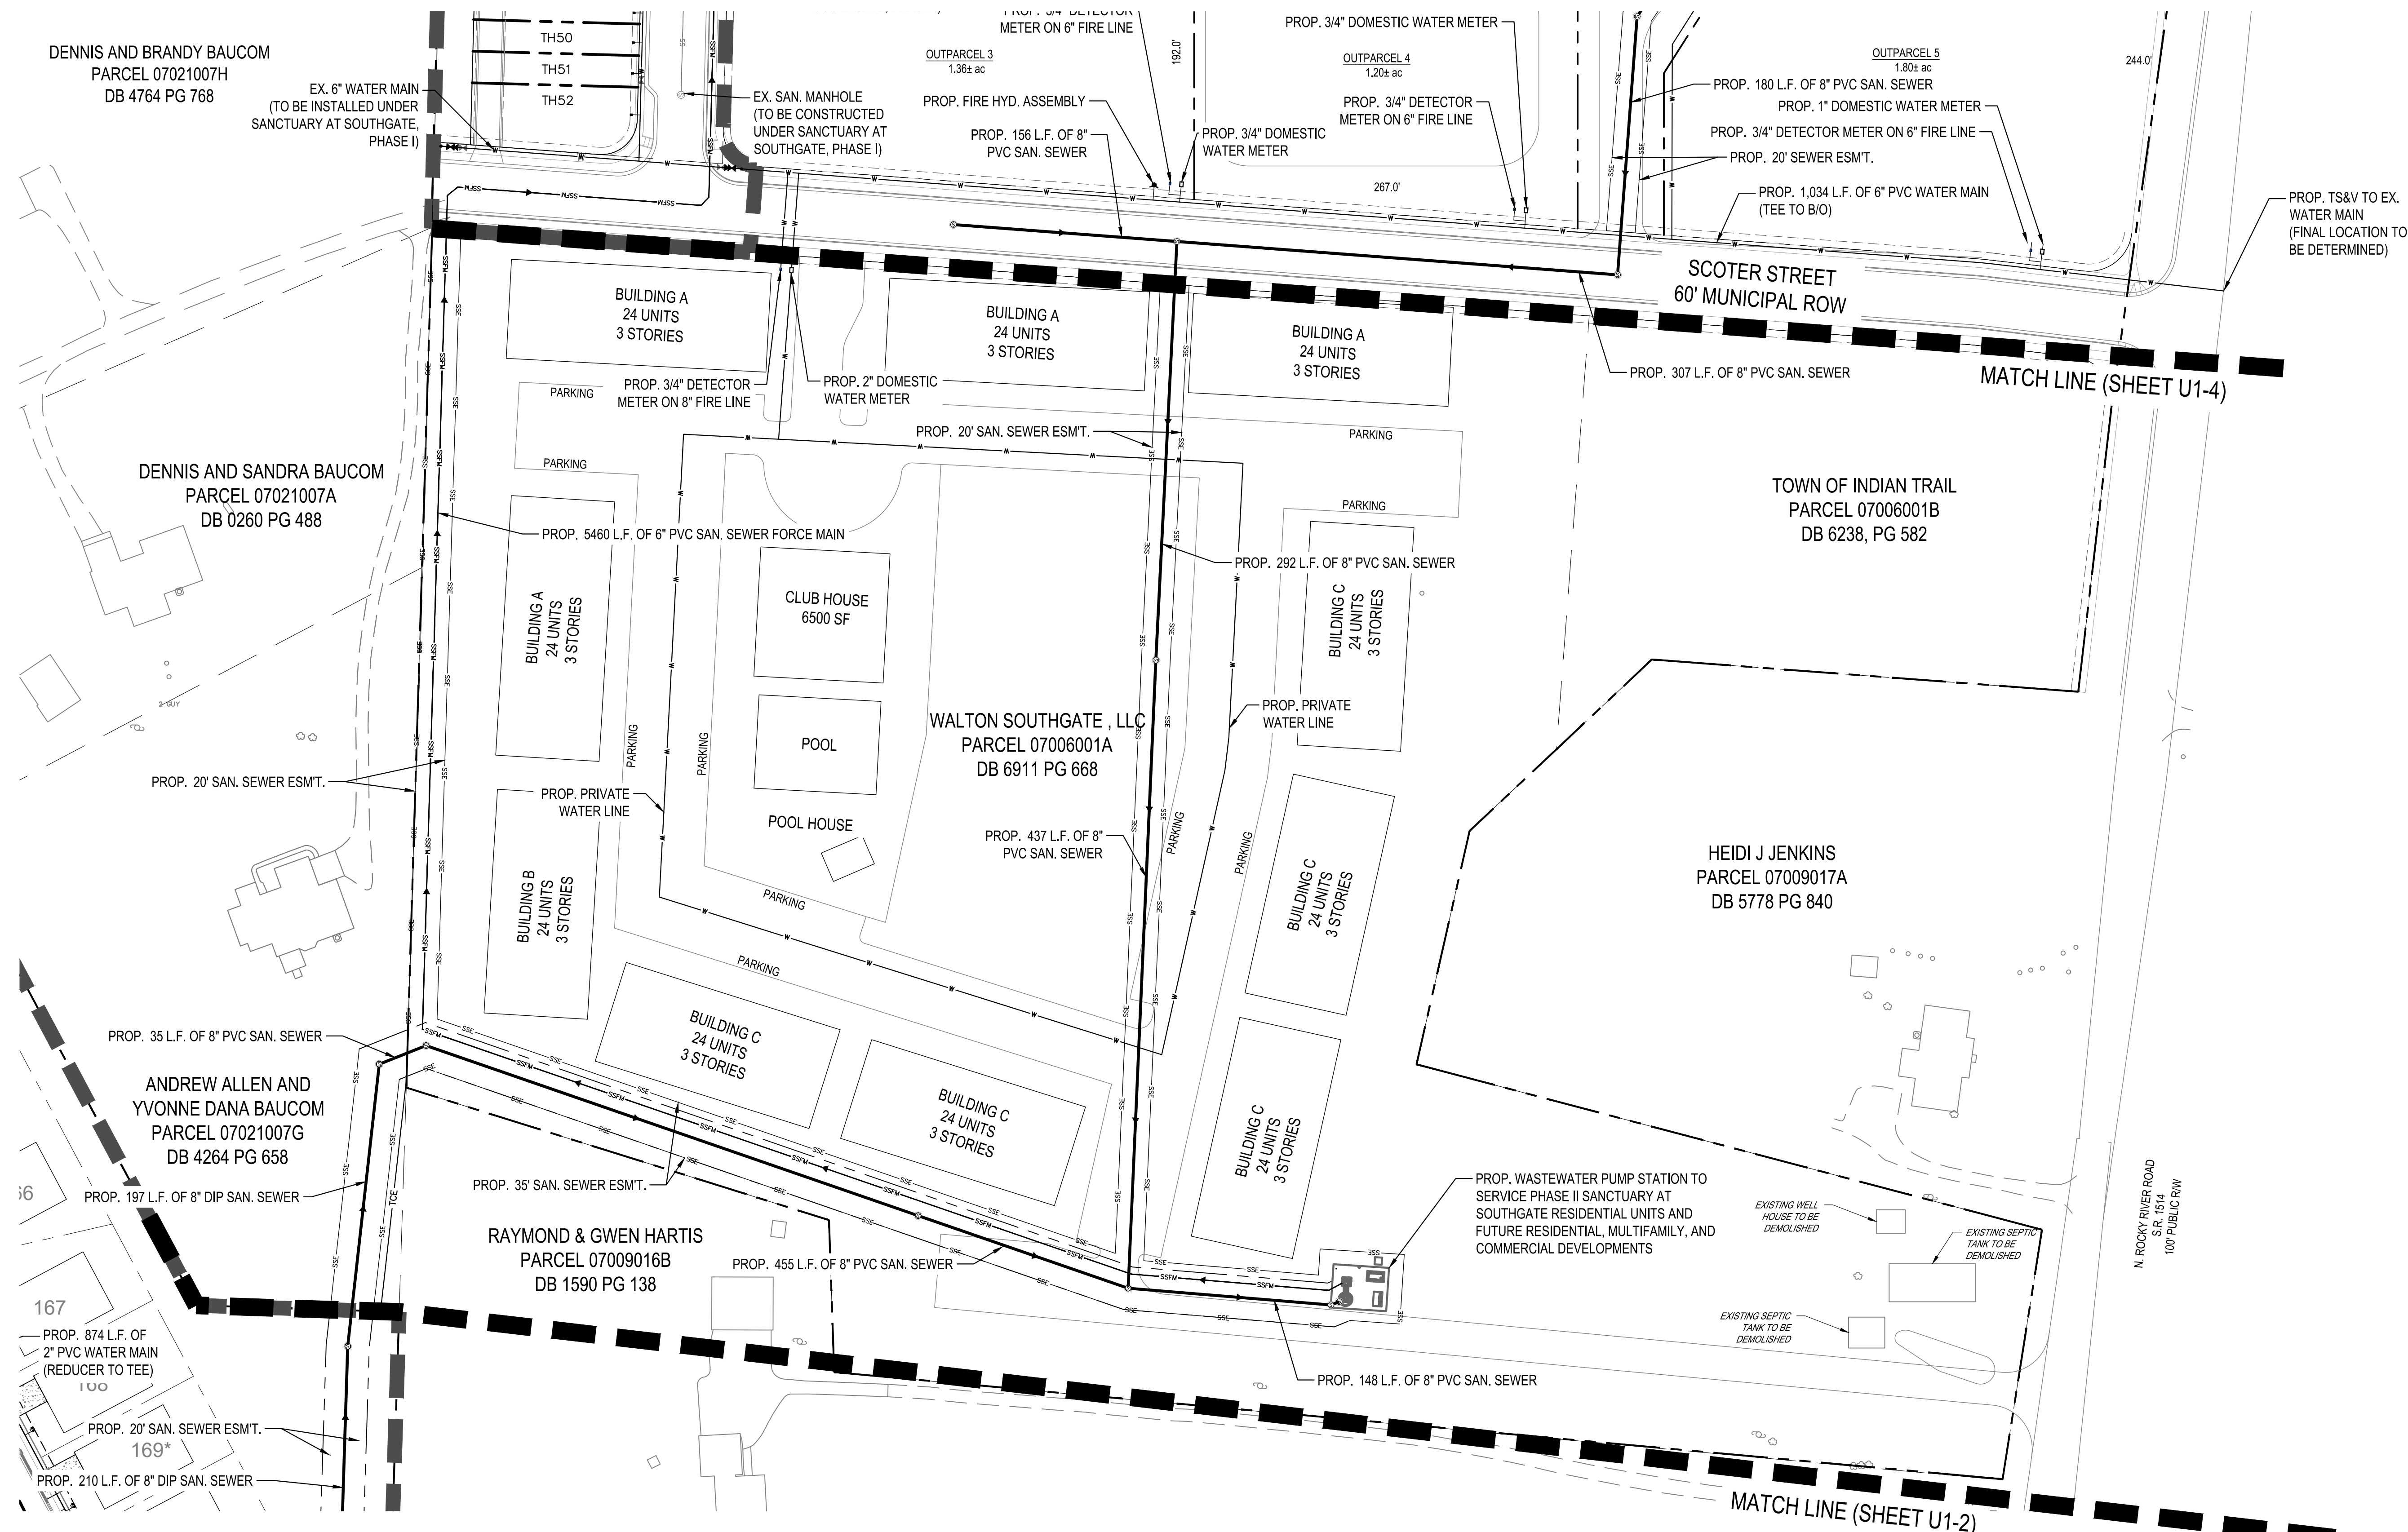 DENNIS AND BRANDY BAUCOM
PARCEL 07021007H
DB 4764 PG 768
EX. 6" WATER MAIN
(TO BE INSTALLED UNDER
SANCTUARY AT SOUTHGATE,
PHASE I)
TH50
TH51
TH52
EX. SAN. MANHOLE
(TO BE CONSTRUCTED
UNDER SANCTUARY AT
SOUTHGATE, PHASE I)
OUTPARCEL 3
1.36± ac
PROP. 3/4" DETECTOR
METER ON 6" FIRE LINE
PROP. FIRE HYD. ASSEMBLY
PROP. 156 L.F. OF 8"
PVC SAN. SEWER
192.0'
PROP. 3/4" DOMESTIC
WATER METER
PROP. 3/4" DOMESTIC WATER METER
OUTPARCEL 4
1.20± ac
PROP. 3/4" DETECTOR
METER ON 6" FIRE LINE
267.0'
OUTPARCEL 5
1.80± ac
244.0'
PROP. 180 L.F. OF 8" PVC SAN. SEWER
PROP. 1" DOMESTIC WATER METER
PROP. 3/4" DETECTOR METER ON 6" FIRE LINE
PROP. 20' SEWER ESM'T.
PROP. 1,034 L.F. OF 6" PVC WATER MAIN
(TEE TO B/O)
PROP. TS&V TO EX.
WATER MAIN
(FINAL LOCATION TO
BE DETERMINED)
SCOTER STREET
60' MUNICIPAL ROW
PROP. 307 L.F. OF 8" PVC SAN. SEWER
MATCH LINE (SHEET U1-4)
BUILDING A
24 UNITS
3 STORIES
BUILDING A
24 UNITS
3 STORIES
BUILDING A
24 UNITS
3 STORIES
PROP. 3/4" DETECTOR
METER ON 8" FIRE LINE
PROP. 2" DOMESTIC
WATER METER
PARKING
PARKING
PROP. 20' SAN. SEWER ESM'T.
PARKING
PARKING
DENNIS AND SANDRA BAUCOM
PARCEL 07021007A
DB 0260 PG 488
PROP. 5460 L.F. OF 6" PVC SAN. SEWER FORCE MAIN
TOWN OF INDIAN TRAIL
PARCEL 07006001B
DB 6238, PG 582
PROP. 292 L.F. OF 8" PVC SAN. SEWER
BUILDING A
24 UNITS
3 STORIES
CLUB HOUSE
6500 SF
POOL
POOL HOUSE
BUILDING C
24 UNITS
3 STORIES
2-GUY
WALTON SOUTHGATE , LLC
PARCEL 07006001A
DB 6911 PG 668
PROP. PRIVATE
WATER LINE
PARKING
PARKING
PROP. 20' SAN. SEWER ESM'T.
PROP. PRIVATE
WATER LINE
PROP. 437 L.F. OF 8"
PVC SAN. SEWER
PARKING
PARKING
BUILDING B
24 UNITS
3 STORIES
BUILDING C
24 UNITS
3 STORIES
HEIDI J JENKINS
PARCEL 07009017A
DB 5778 PG 840
PARKING
PARKING
PROP. 35 L.F. OF 8" PVC SAN. SEWER
ANDREW ALLEN AND
YVONNE DANA BAUCOM
PARCEL 07021007G
DB 4264 PG 658
BUILDING C
24 UNITS
3 STORIES
BUILDING C
24 UNITS
3 STORIES
BUILDING C
24 UNITS
3 STORIES
PROP. 197 L.F. OF 8" DIP SAN. SEWER
TCE
PROP. 35' SAN. SEWER ESM'T.
RAYMOND & GWEN HARTIS
PARCEL 07009016B
DB 1590 PG 138
PROP. 455 L.F. OF 8" PVC SAN. SEWER
PROP. WASTEWATER PUMP STATION TO
SERVICE PHASE II SANCTUARY AT
SOUTHGATE RESIDENTIAL UNITS AND
FUTURE RESIDENTIAL, MULTIFAMILY, AND
COMMERCIAL DEVELOPMENTS
EXISTING WELL
HOUSE TO BE
DEMOLISHED
EXISTING SEPTIC
TANK TO BE
DEMOLISHED
EXISTING SEPTIC
TANK TO BE
DEMOLISHED
N. ROCKY RIVER ROAD
S.R. 1514
100' PUBLIC R/W
167
PROP. 874 L.F. OF
2" PVC WATER MAIN
(REDUCER TO TEE)
PROP. 148 L.F. OF 8" PVC SAN. SEWER
PROP. 20' SAN. SEWER ESM'T.
169*
PROP. 210 L.F. OF 8" DIP SAN. SEWER
MATCH LINE (SHEET U1-2)